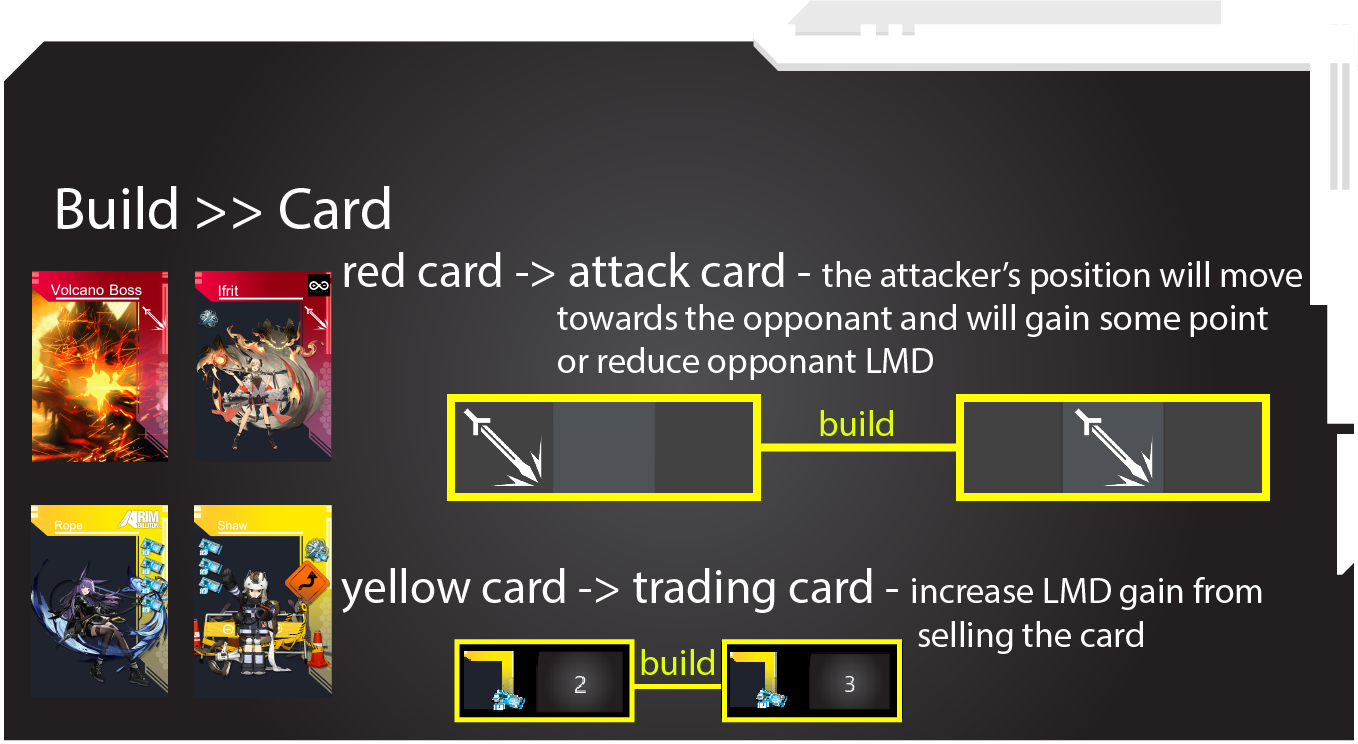 Build >> Card
Volcano Boss
Ifrit
red card -> attack card - the attacker's position will move
towards the opponant and will gain some point
or reduce opponant LMD
build
Rope
Shaw
yellow card -> trading card - increase LMD gain from
selling the card
2
build
3